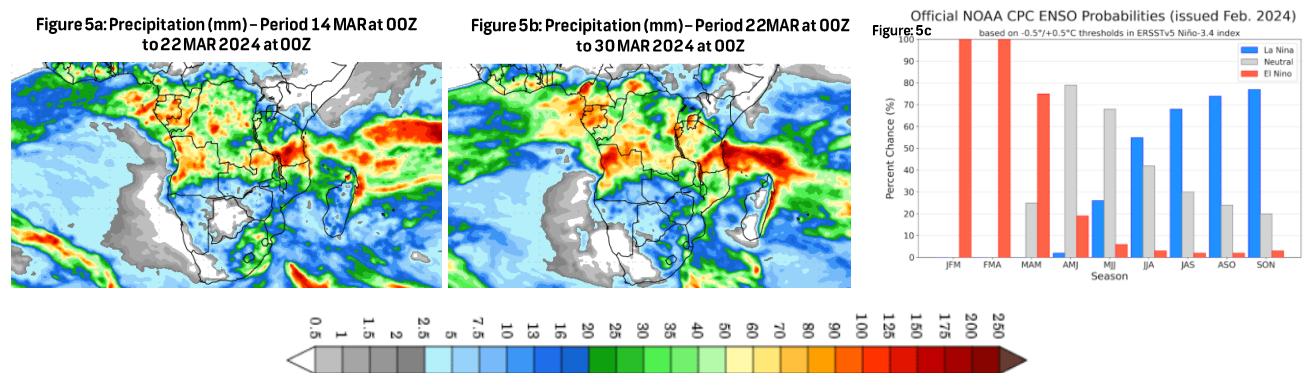 Figure 5a: Precipitation (mm) – Period 14 MAR at 00Z
to 22 MAR 2024 at 00Z
Figure 5b: Precipitation (mm) – Period 22MAR at 00Z
to 30 MAR 2024 at 00Z
Figure: 5c
Official NOAA CPC ENSO Probabilities (issued Feb. 2024)
based on -0.5°/+0.5°C thresholds in ERSSTv5 Niño-3.4 index
Percent Chance (%)
100
90
80
70
60
50
40
30
20
10
0
La Nina
Neutral
El Nino
JFM FMA MAM AMJ MJJ JJA JAS ASO SON
Season
0.5 1 1.5 2 2.5 5 7.5 10 13 16 20 25 30 35 40 50 60 70 80 90 100 125 150 175 200 250